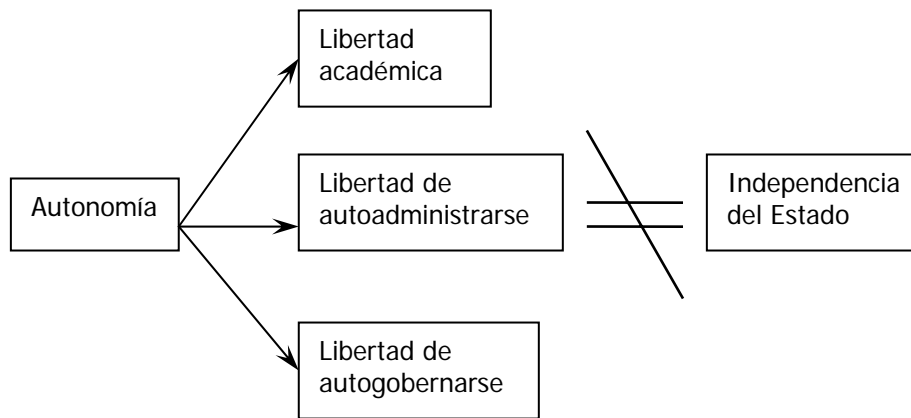 Libertad
académica
Autonomía
Libertad de
autoadministrarse
Independencia
del Estado
Libertad de
autogobernarse